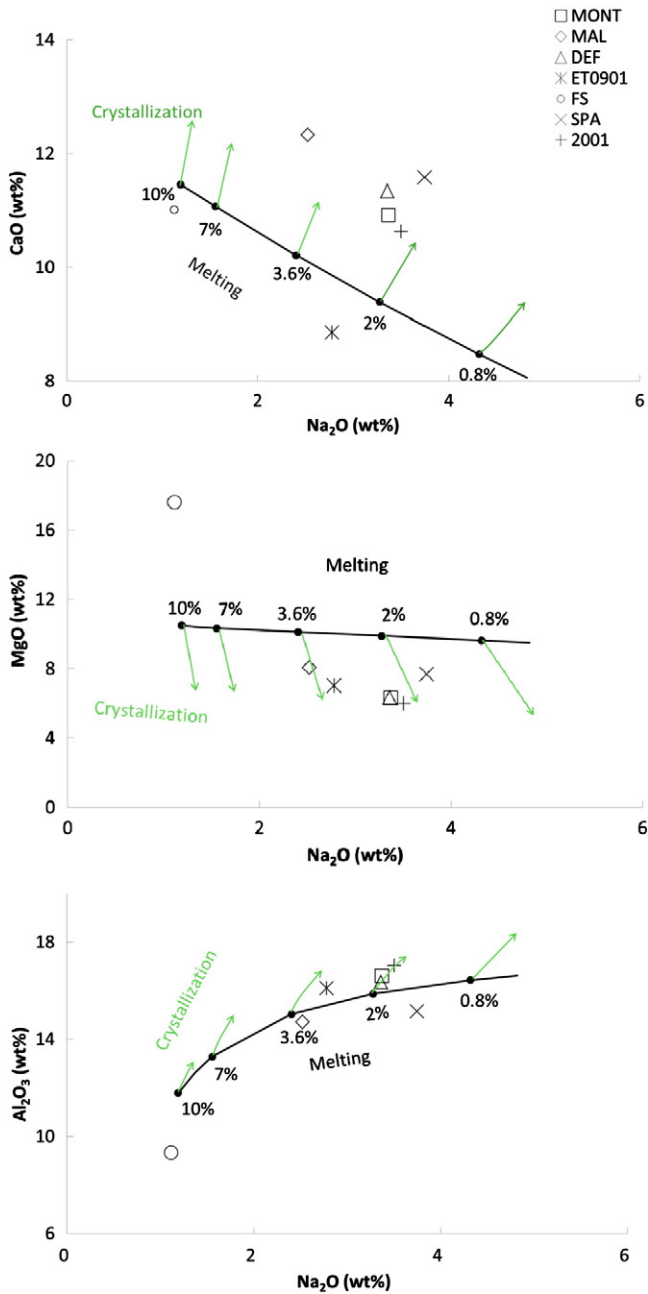 MONT
MAL
DEF
ET0901
FS
SPA
2001
14
12
10
8
CaO (wt%)
Crystallization
10%
7%
3.6%
2%
0.8%
Melting
0
2
4
6
Na₂O (wt%)
20
16
12
8
4
0
MgO (wt%)
Melting
10%
7%
3.6%
2%
0.8%
Crystallization
0
2
4
6
Na₂O (wt%)
18
14
10
6
Al₂O₃ (wt%)
Crystallization
10%
7%
3.6%
2%
0.8%
Melting
0
2
4
6
Na₂O (wt%)